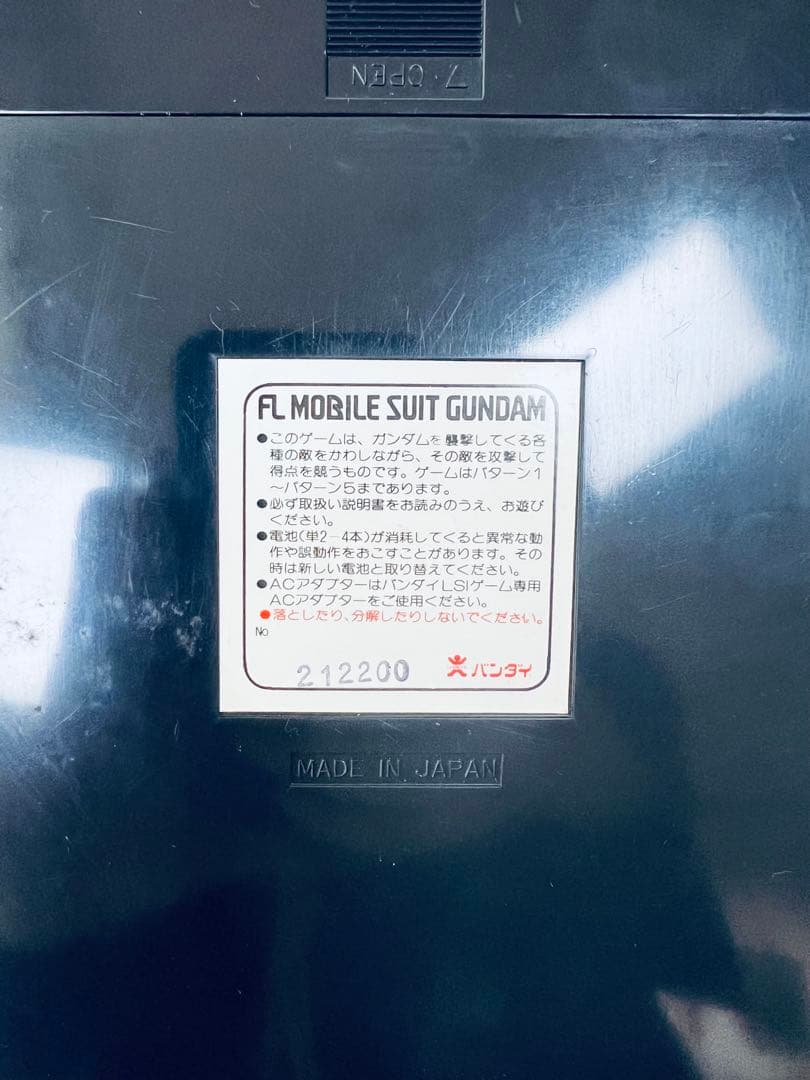 OPEN
FL MOBILE SUIT GUNDAM
●このゲームは、ガンダムを襲撃してくる各
種の敵をかわしながら、その敵を攻撃して
得点を競うものです。ゲームはパターン1
〜パターン5まであります。
●必ず取扱い説明書をお読みのうえ、お遊び
ください。
●電池(単2-4本)が消耗してくると異常な動
作や誤動作をおこすことがあります。その
時は新しい電池と取り替えてください。
●ACアダプターはバンダイLSIゲーム専用
ACアダプターをご使用ください。
●落としたり、分解したりしないでください。
No
212200
バンダイ
MADE IN JAPAN